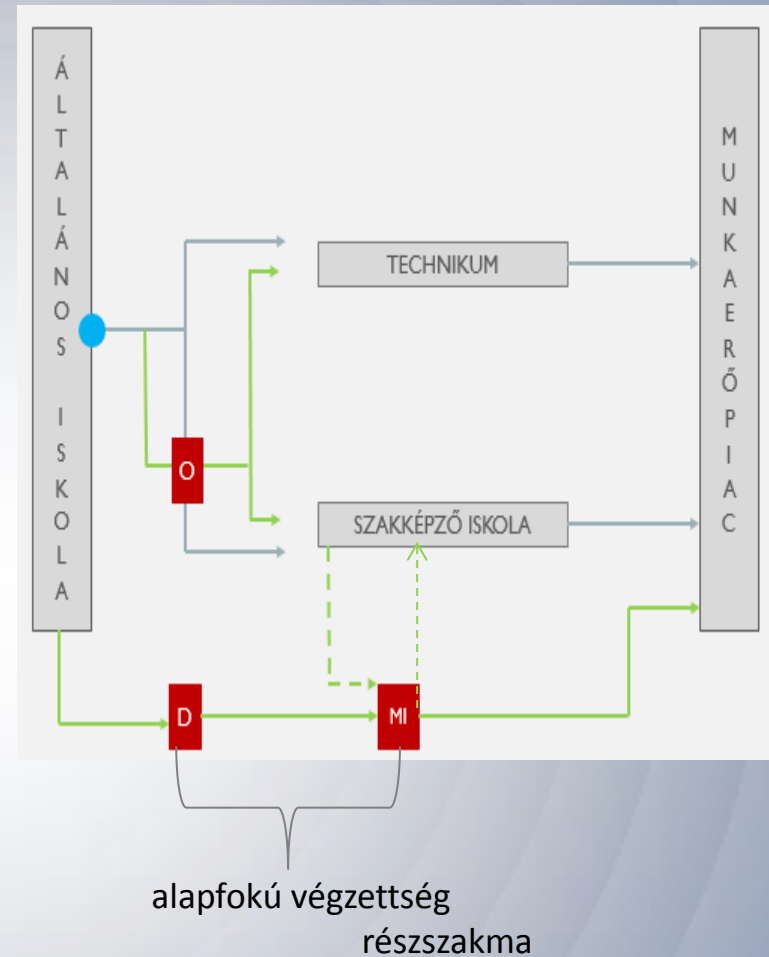 ÁLTALÁNOS ISKOLA
TECHNIKUM
MUNKAERŐPIAC
O
SZAKKÉPZŐ ISKOLA
D
MI
alapfokú végzettség
részszakma